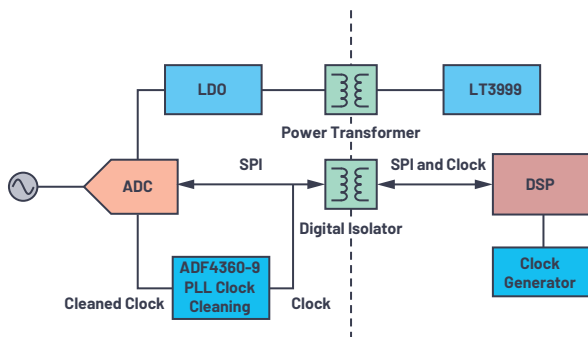 LDO
LT3999
Power Transformer
SPI
SPI and Clock
ADC
DSP
Digital Isolator
ADF4360-9
PLL Clock
Cleaning
Clock
Generator
Cleaned Clock
Clock